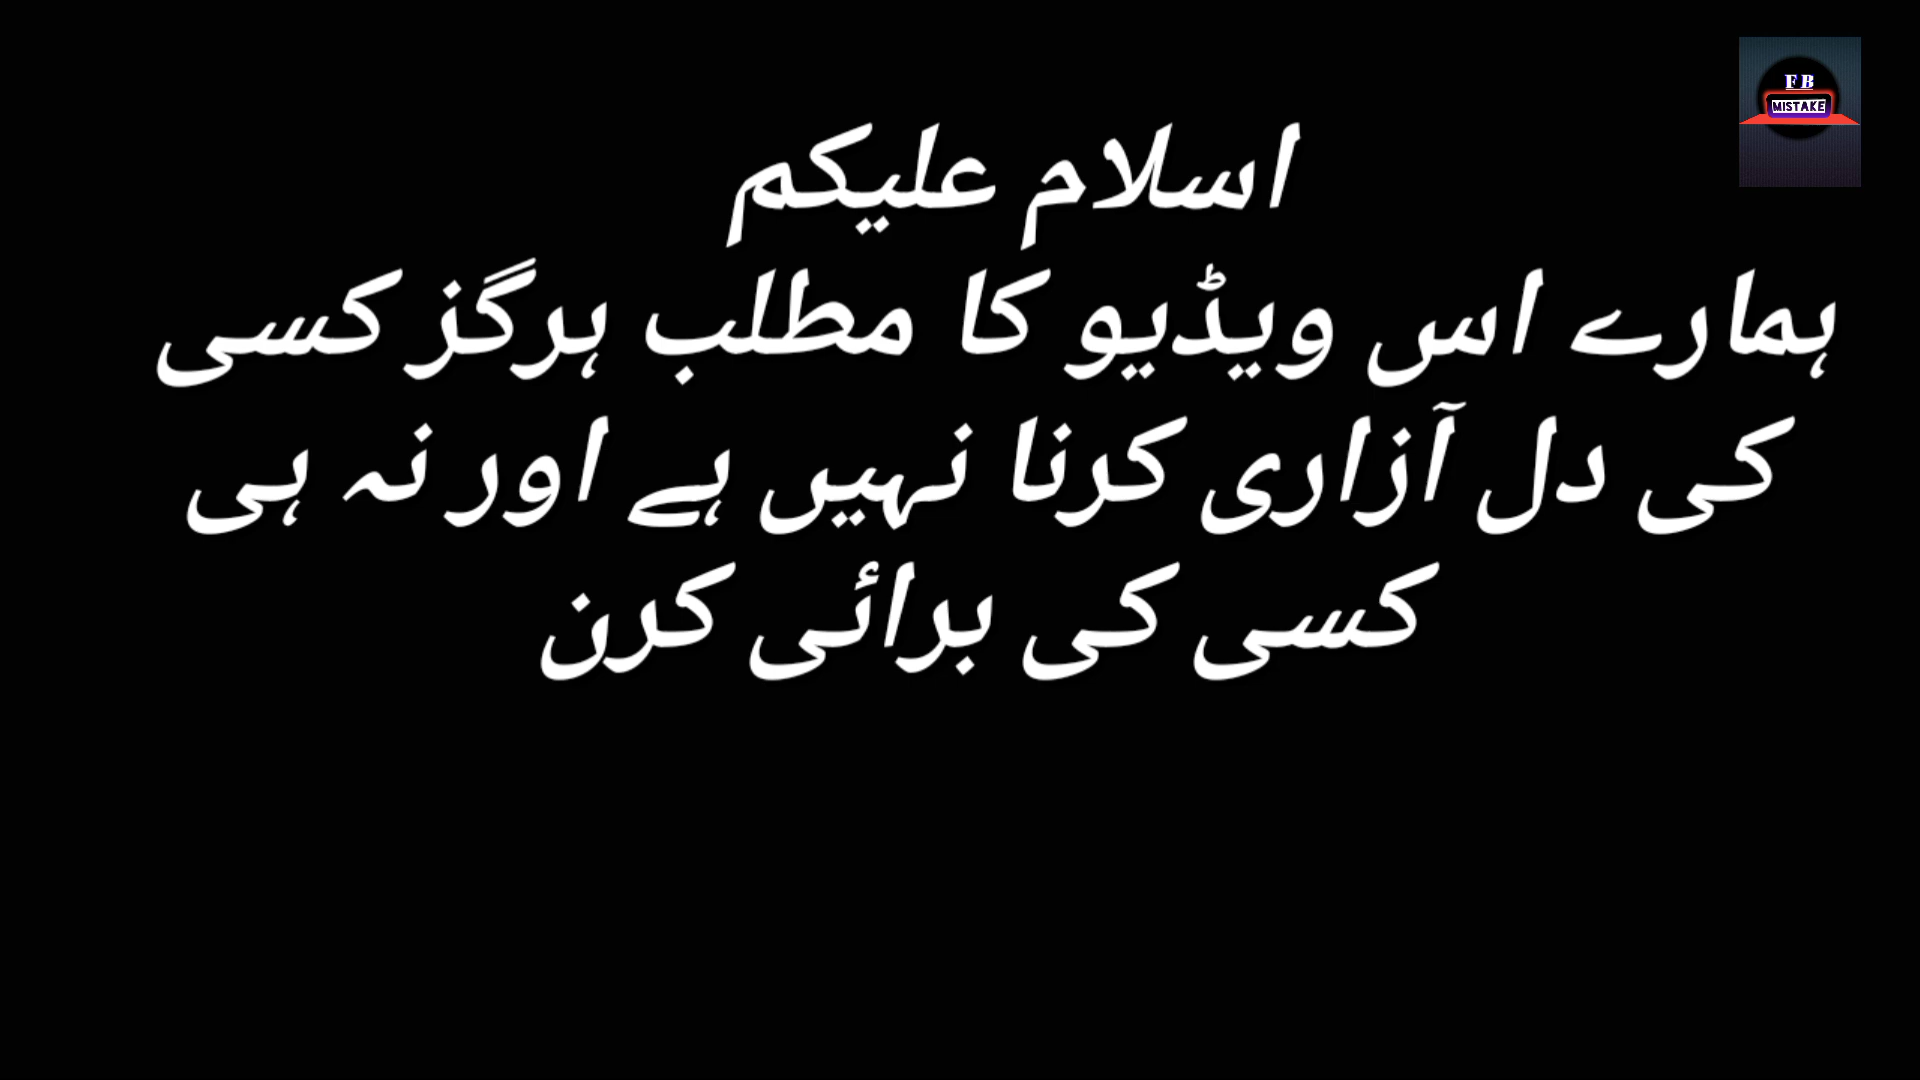 F B
MISTAKE
اسلام علیکم
ہمارے اس ویڈیو کا مطلب ہرگز کسی
کی دل آزاری کرنا نہیں ہے اور نہ ہی
کسی کی برائی کرن